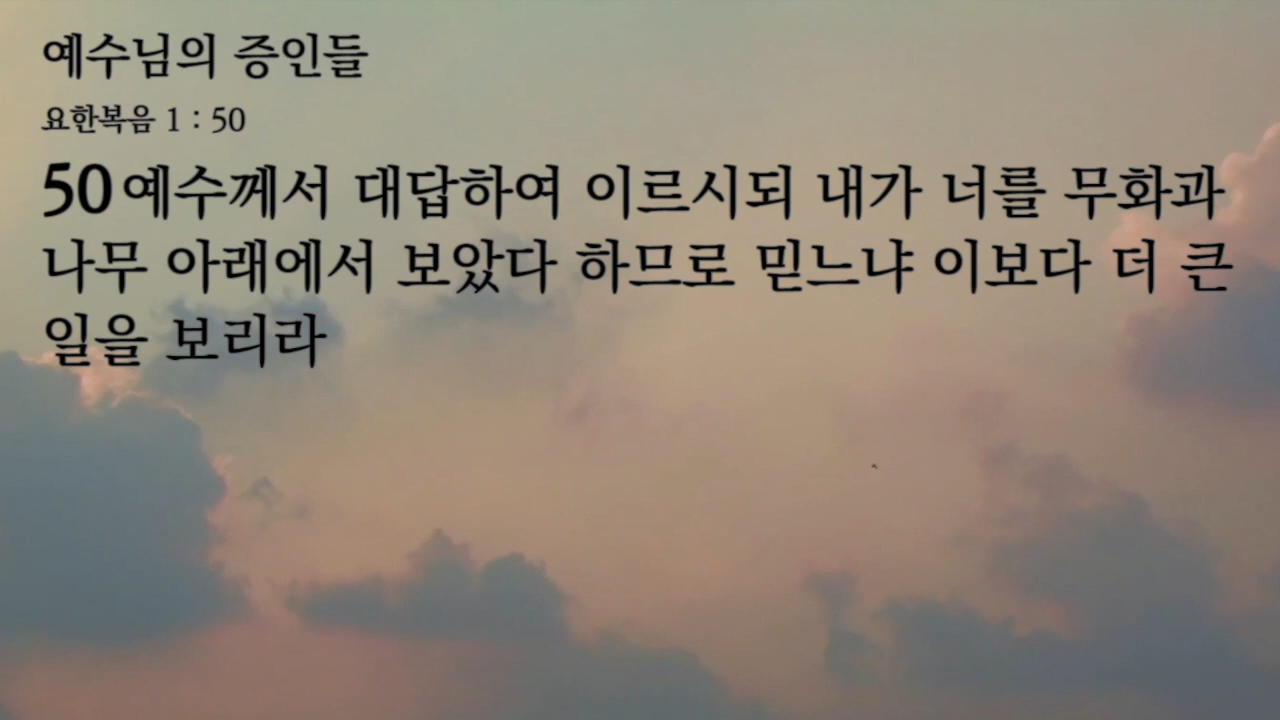 예수님의 증인들
요한복음 1 : 50
50 예수께서 대답하여 이르시되 내가 너를 무화과
나무 아래에서 보았다 하므로 믿느냐 이보다 더 큰
일을 보리라